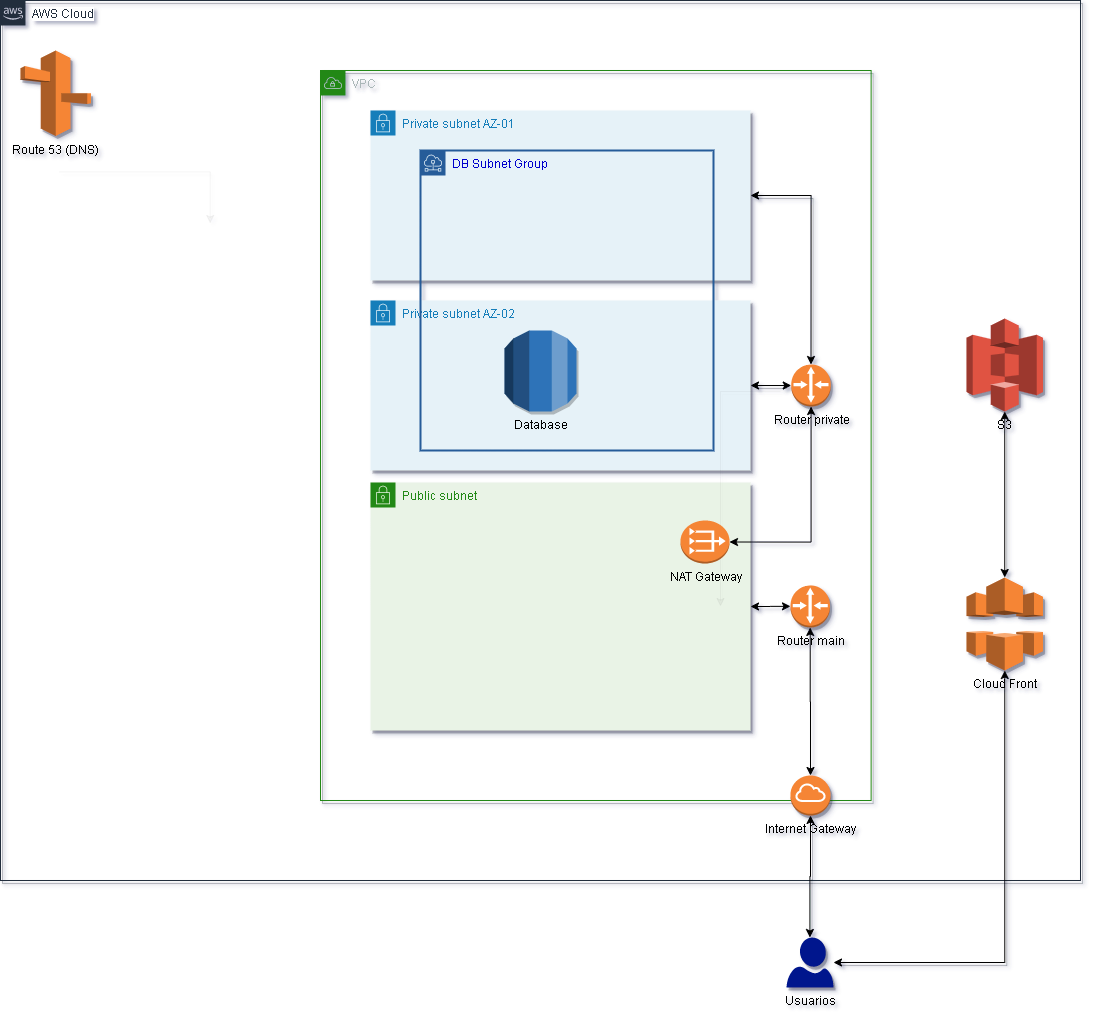 aws
AWS Cloud
Route 53 (DNS)
VPC
Private subnet AZ-01
DB Subnet Group
Private subnet AZ-02
Database
Router private
S3
Public subnet
NAT Gateway
Router main
Cloud Front
Internet Gateway
Usuarios